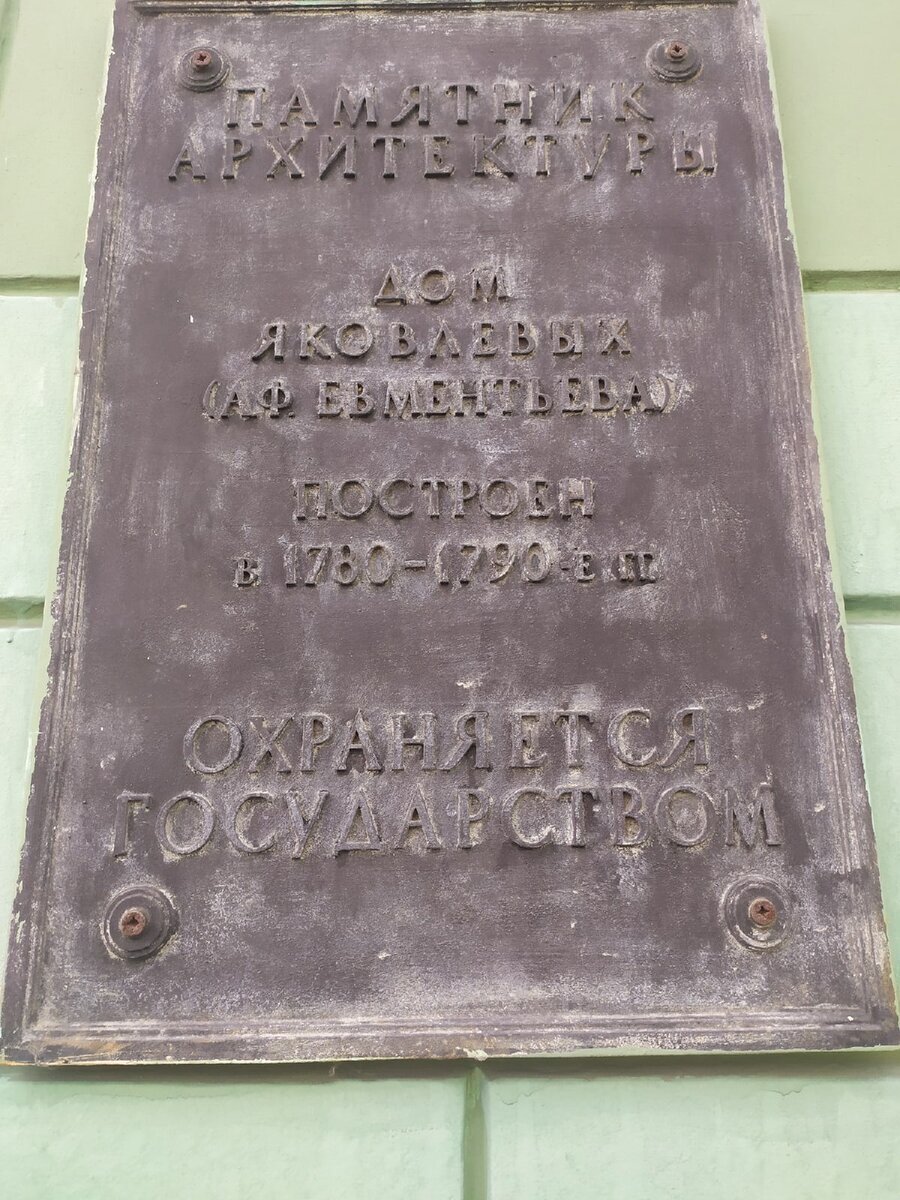 ПАМЯТНИК
АРХИТЕКТУРЫ
ДОМ
ЯКОВЛЕВЫХ
(А.Ф. ЕВМЕНТЬЕВА)
ПОСТРОЕН
в 1780–1790-е гг.
ОХРАНЯЕТСЯ
ГОСУДАРСТВОМ